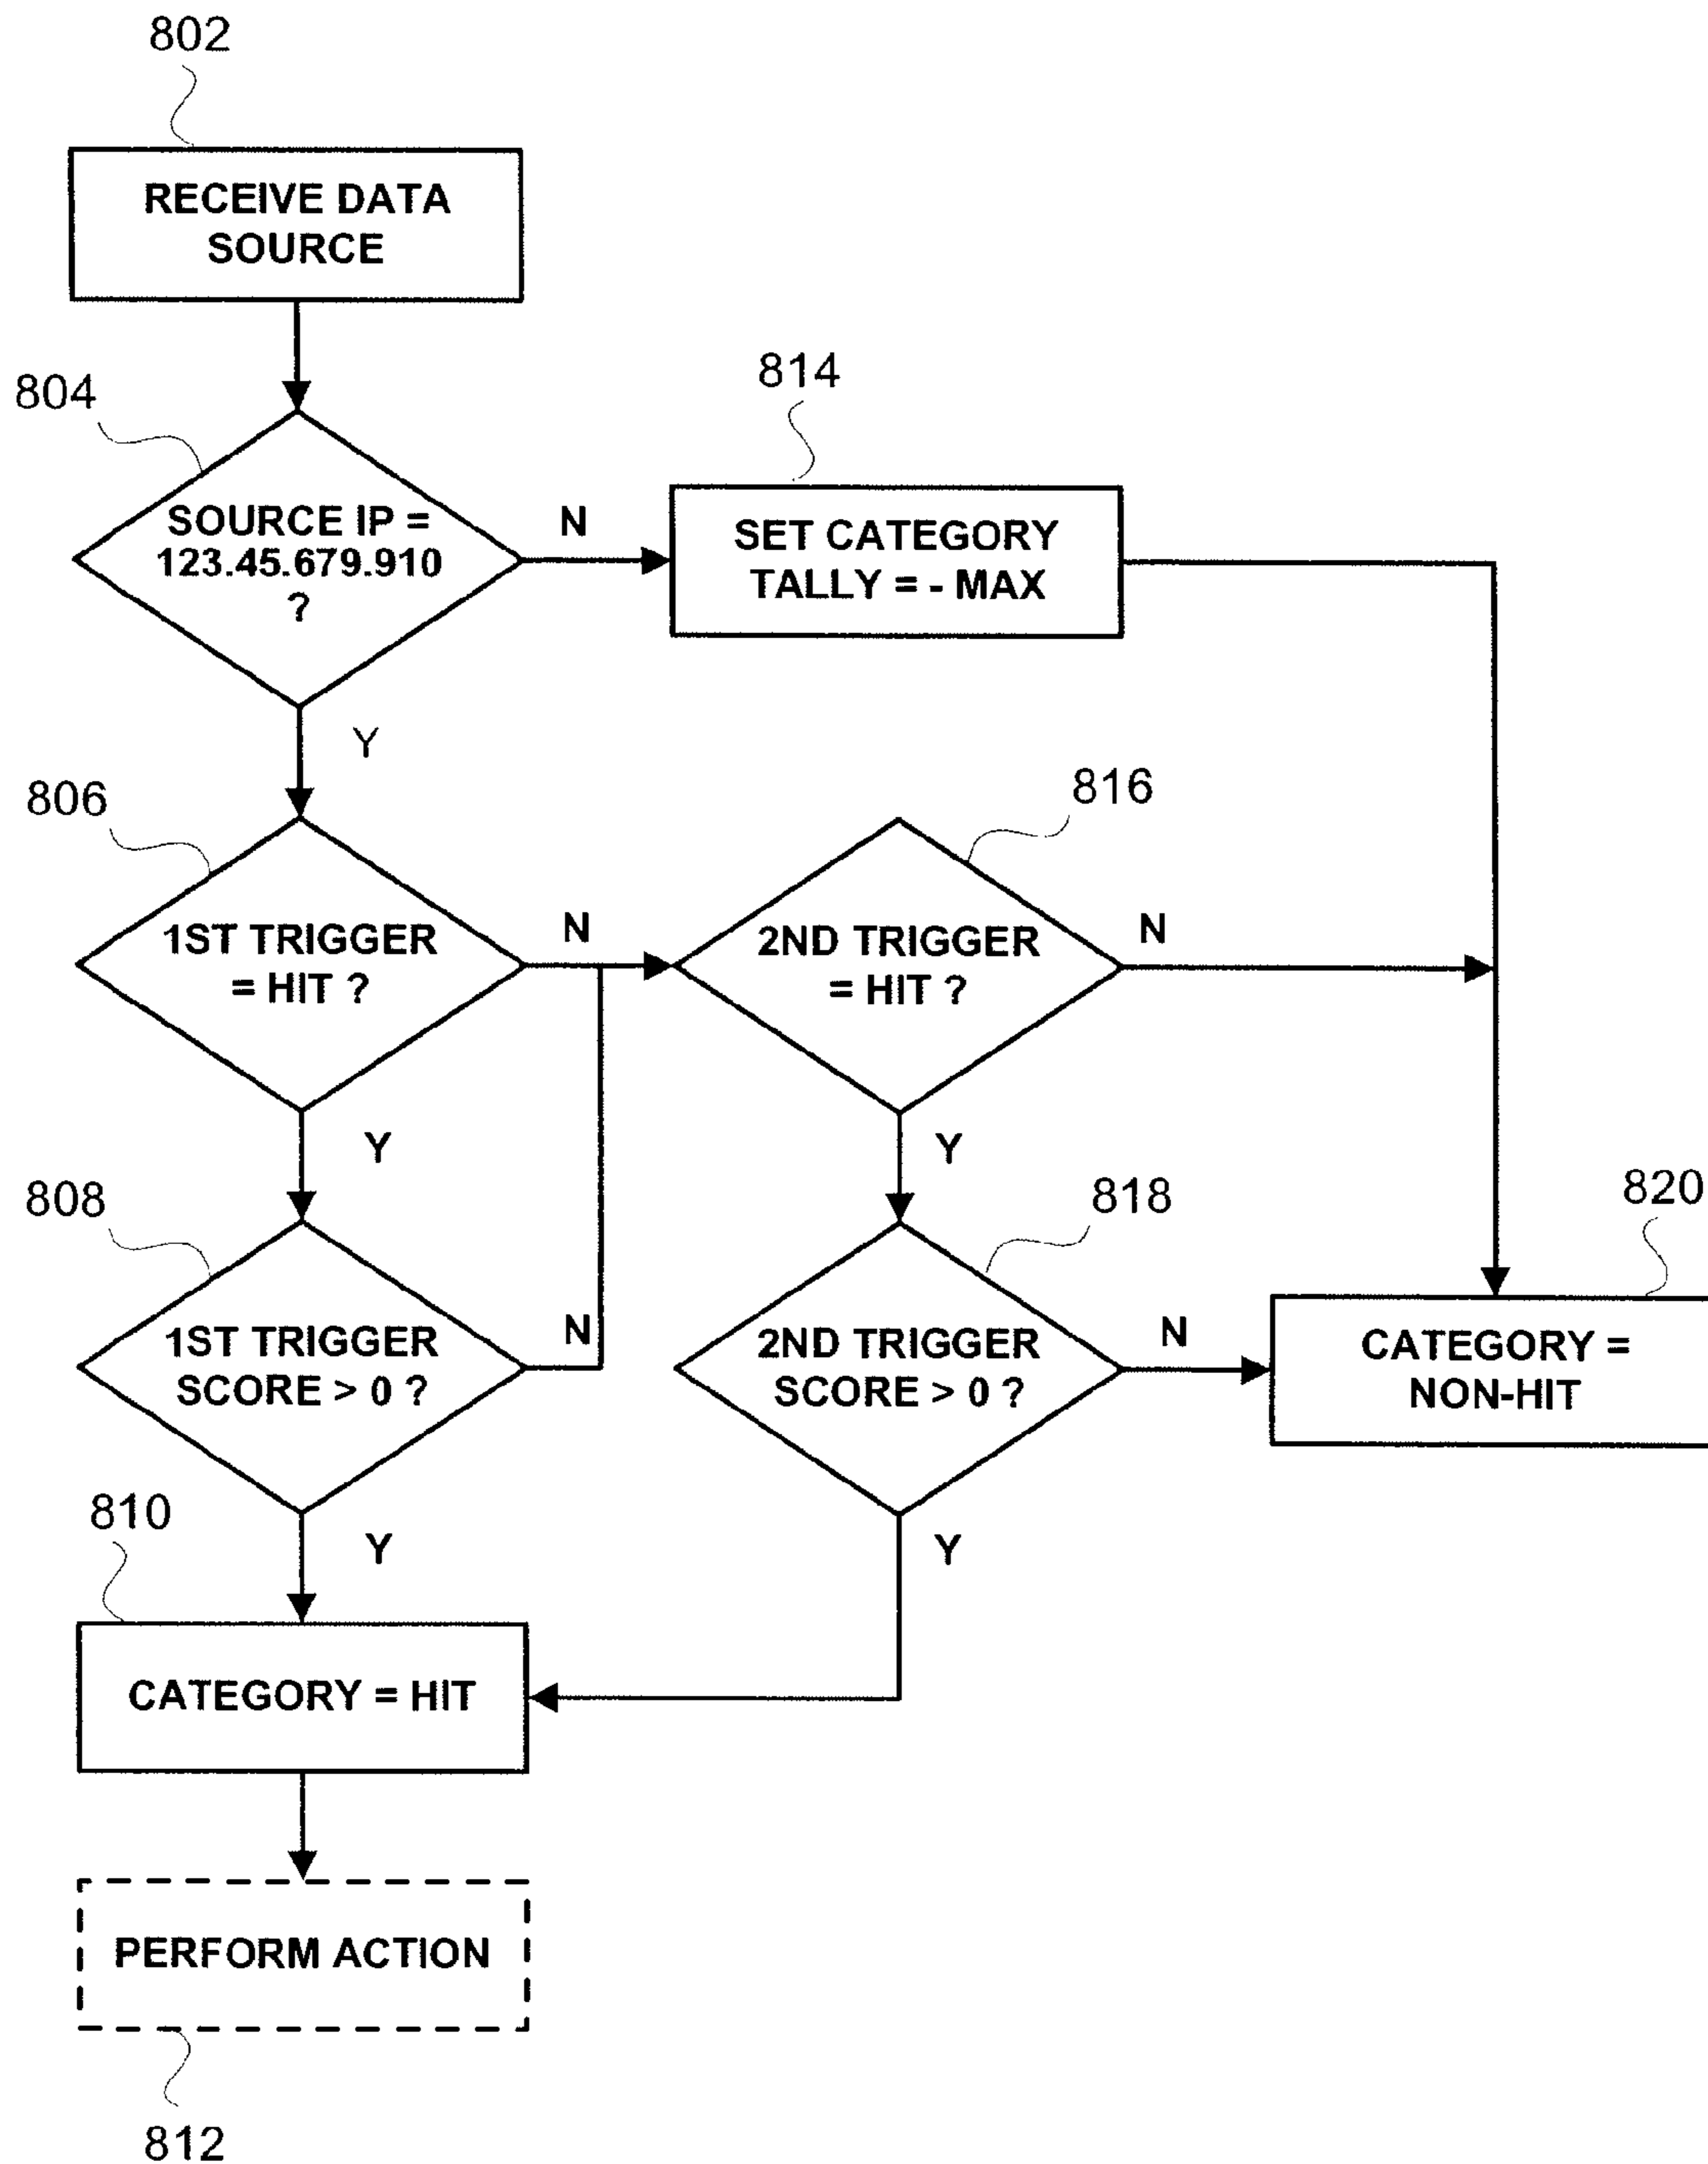 802
RECEIVE DATA
SOURCE
804
SOURCE IP =
123.45.679.910
?
N
814
SET CATEGORY
TALLY = - MAX
Y
806
1ST TRIGGER
= HIT ?
N
816
2ND TRIGGER
= HIT ?
N
Y
Y
808
1ST TRIGGER
SCORE > 0 ?
N
818
2ND TRIGGER
SCORE > 0 ?
N
820
CATEGORY =
NON-HIT
Y
Y
810
CATEGORY = HIT
PERFORM ACTION
812